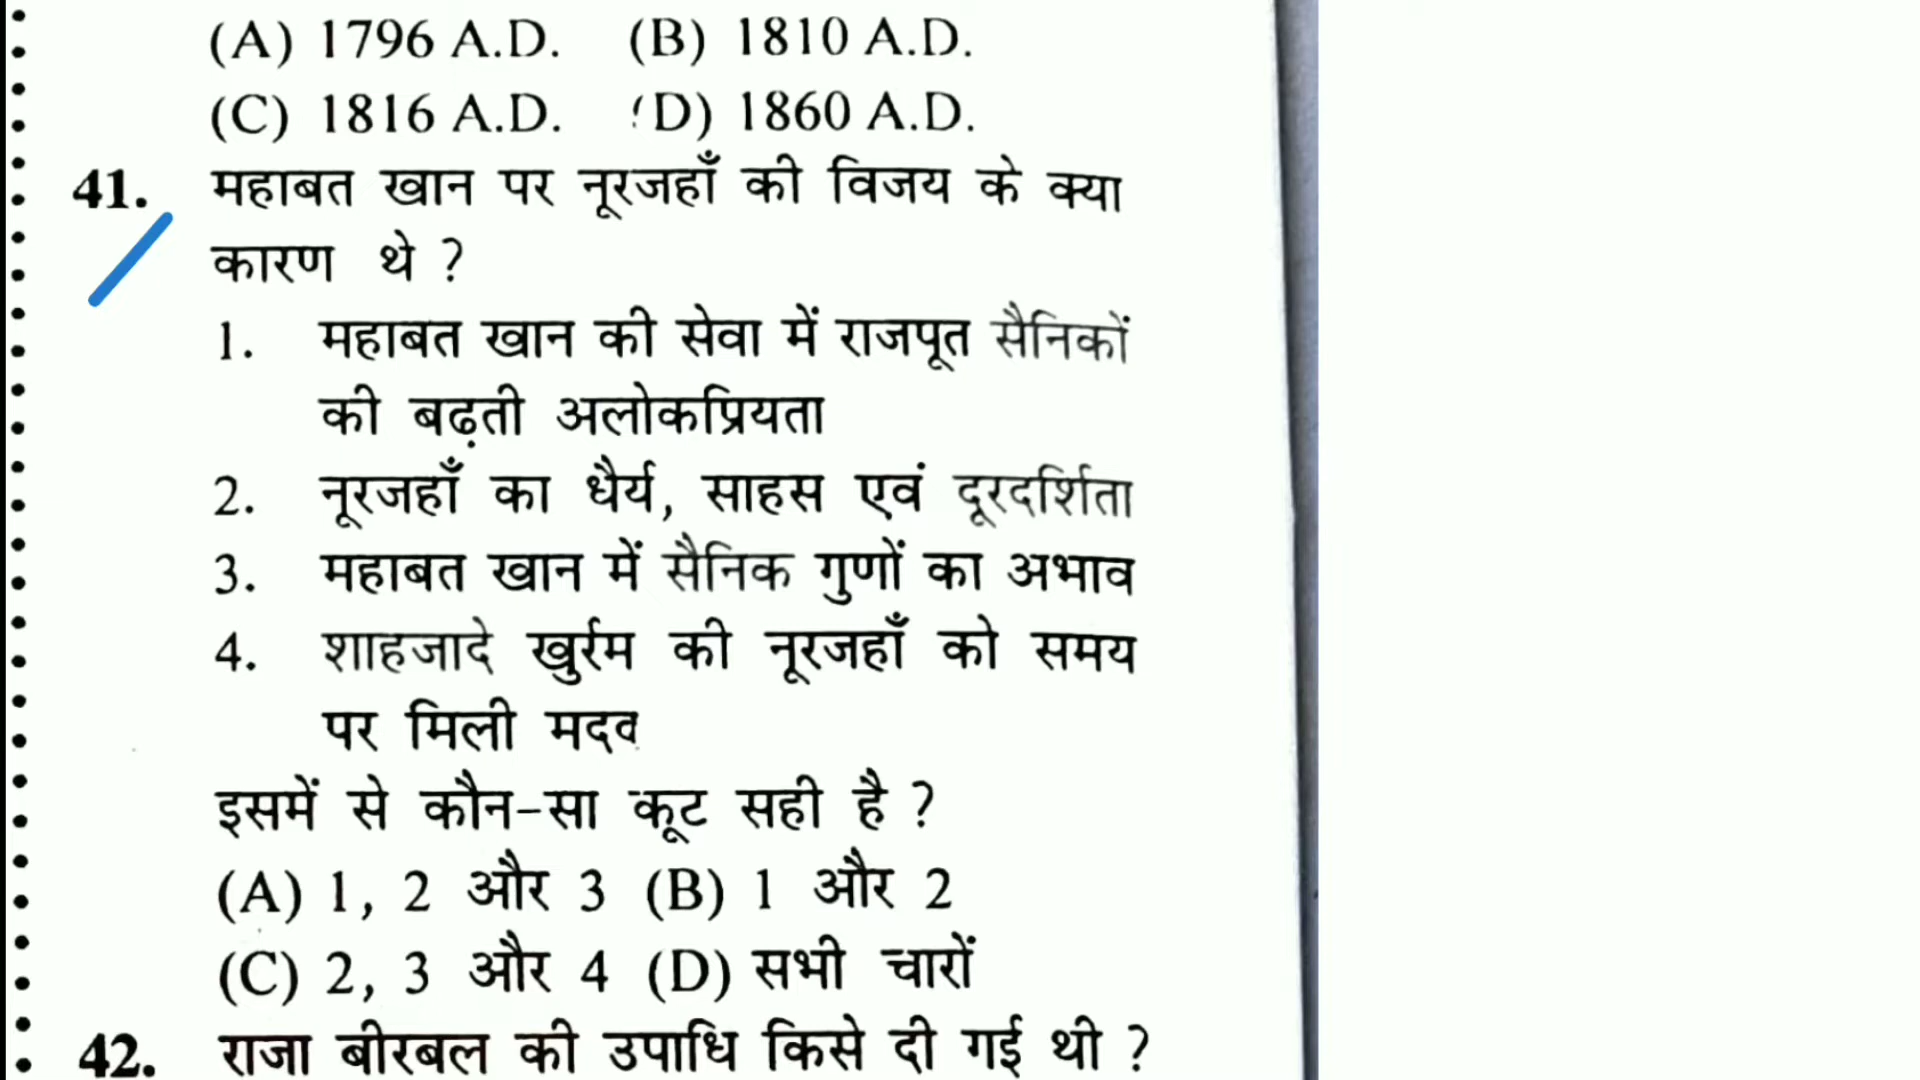 (A) 1796 A.D. (B) 1810 A.D.
(C) 1816 A.D. (D) 1860 A.D.
41. महाबत खान पर नूरजहाँ की विजय के क्या
कारण थे ?
1. महाबत खान की सेवा में राजपूत सैनिकों
की बढ़ती अलोकप्रियता
2. नूरजहाँ का धैर्य, साहस एवं दूरदर्शिता
3. महाबत खान में सैनिक गुणों का अभाव
4. शाहजादे खुर्रम की नूरजहाँ को समय
पर मिली मदद
इसमें से कौन-सा कूट सही है ?
(A) 1, 2 और 3 (B) 1 और 2
(C) 2, 3 और 4 (D) सभी चारों
42. राजा बीरबल की उपाधि किसे दी गई थी ?